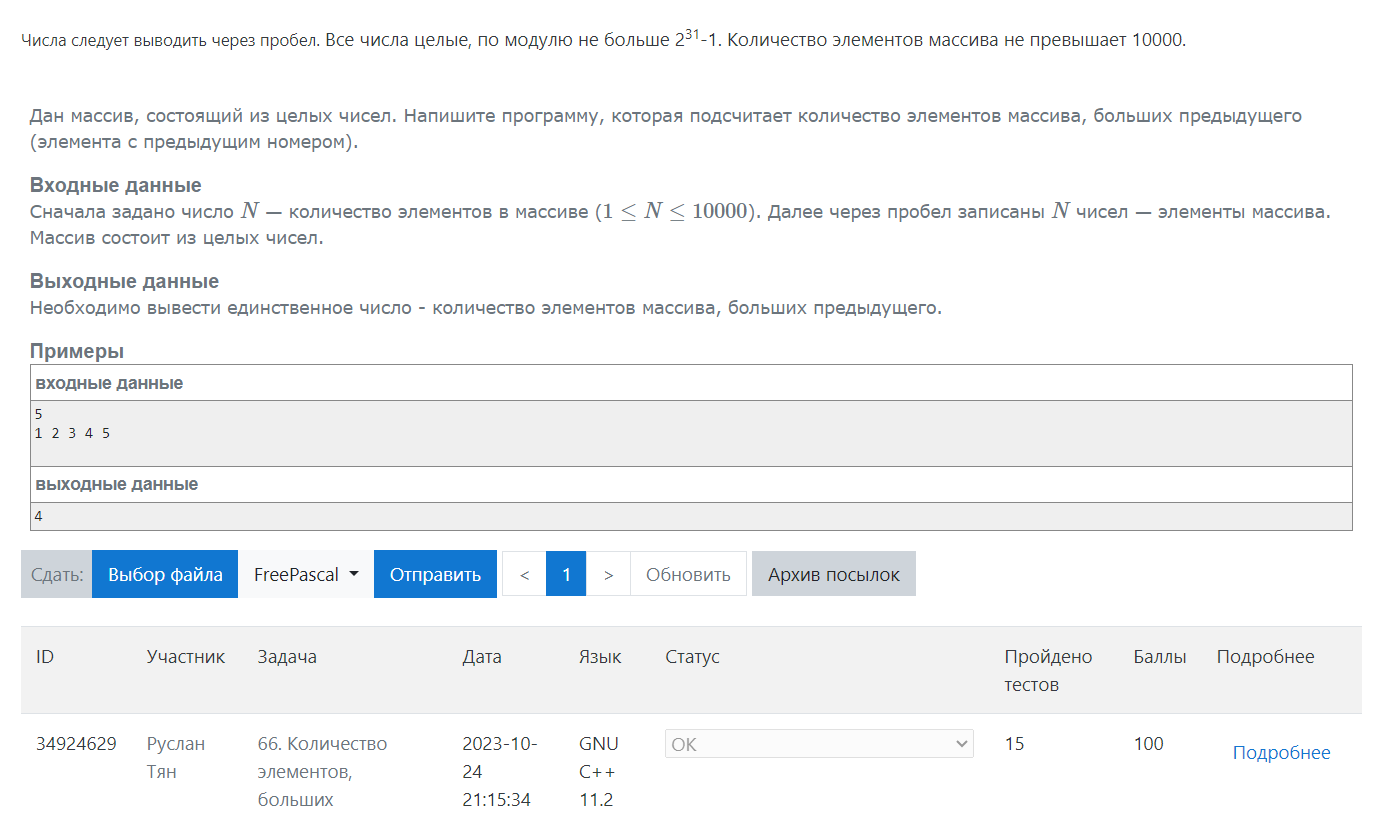 Числа следует выводить через пробел. Все числа целые, по модулю не больше 2³¹-1. Количество элементов массива не превышает 10000.
Дан массив, состоящий из целых чисел. Напишите программу, которая подсчитает количество элементов массива, больших предыдущего
(элемента с предыдущим номером).
Входные данные
Сначала задано число N — количество элементов в массиве (1 ≤ N ≤ 10000). Далее через пробел записаны N чисел — элементы массива.
Массив состоит из целых чисел.
Выходные данные
Необходимо вывести единственное число - количество элементов массива, больших предыдущего.
Примеры
входные данные
5
1 2 3 4 5
выходные данные
4
Сдать: Выбор файла FreePascal Отправить < 1 > Обновить Архив посылок
ID Участник Задача Дата Язык Статус Пройдено Баллы Подробнее
тестов
34924629 Руслан 66. Количество 2023-10- GNU OK 15 100 Подробнее
Тян элементов, 24 C++
больших 21:15:34 11.2